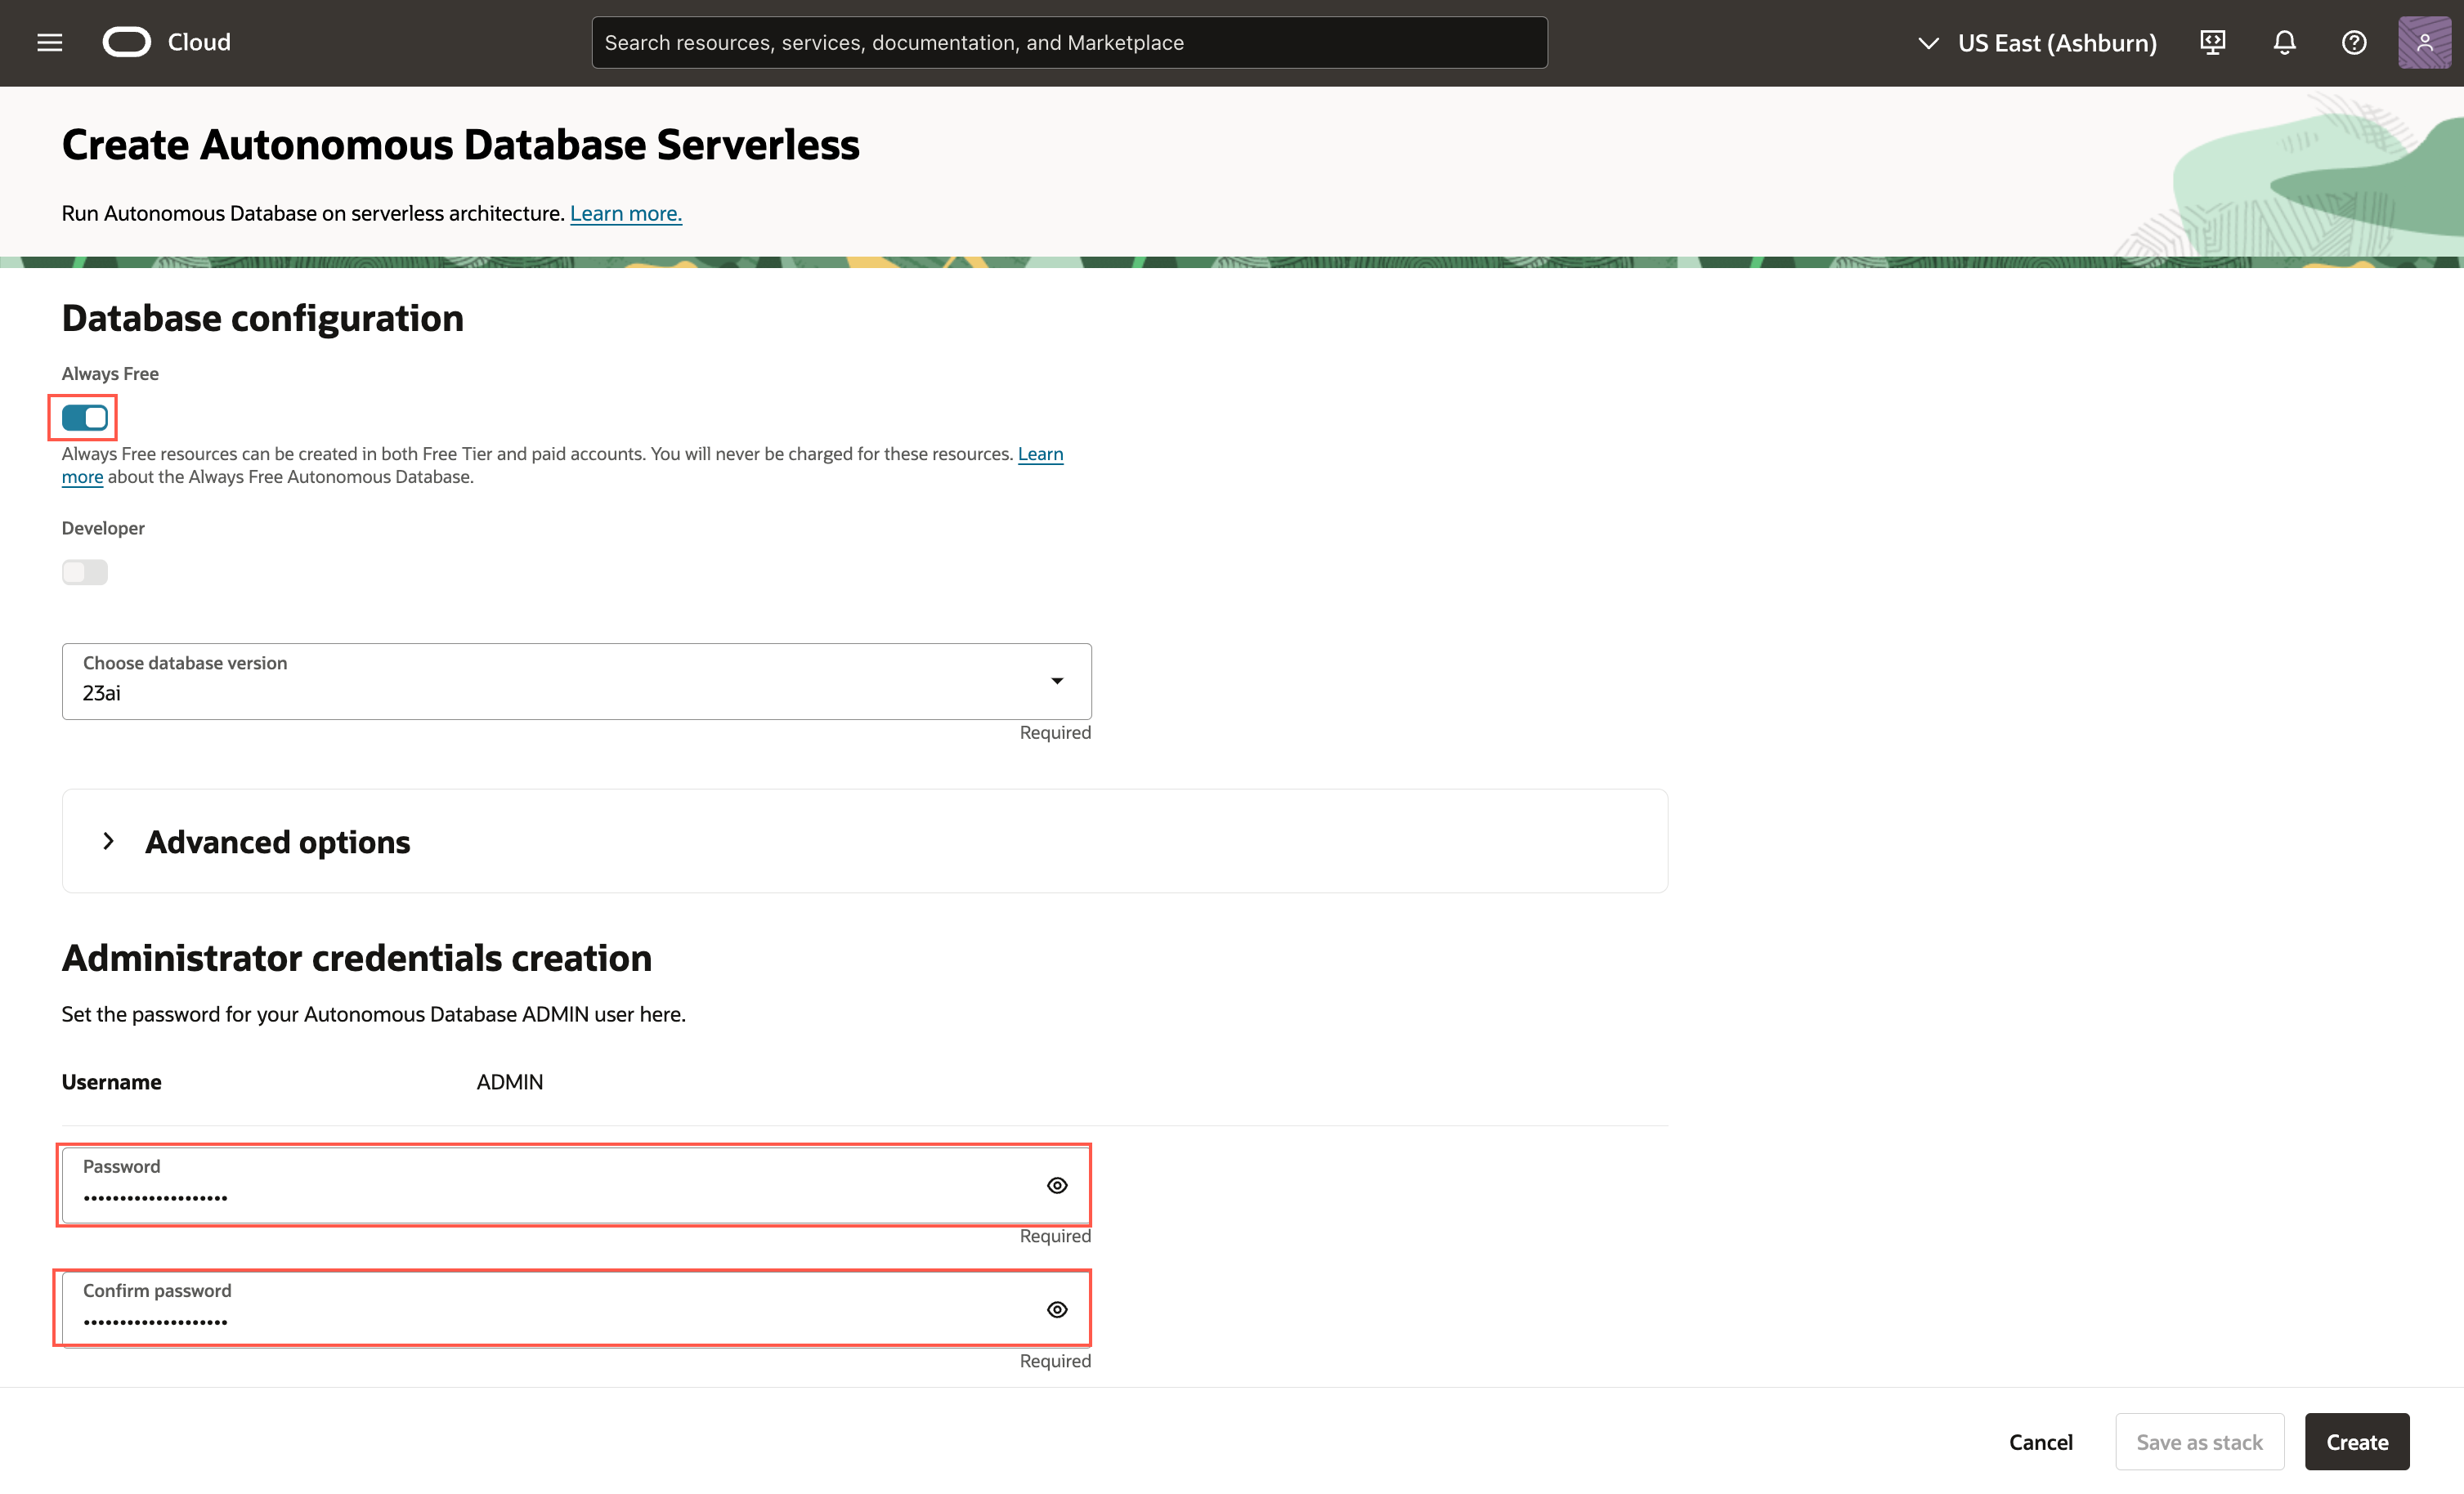 Cloud
Search resources, services, documentation, and Marketplace
US East (Ashburn)
Create Autonomous Database Serverless
Run Autonomous Database on serverless architecture. Learn more.
Database configuration
Always Free
Always Free resources can be created in both Free Tier and paid accounts. You will never be charged for these resources. Learn
more about the Always Free Autonomous Database.
Developer
Choose database version
23ai
Required
Advanced options
Administrator credentials creation
Set the password for your Autonomous Database ADMIN user here.
Username ADMIN
Password
••••••••••••••••••••
Required
Confirm password
••••••••••••••••••••
Required
Cancel
Save as stack
Create